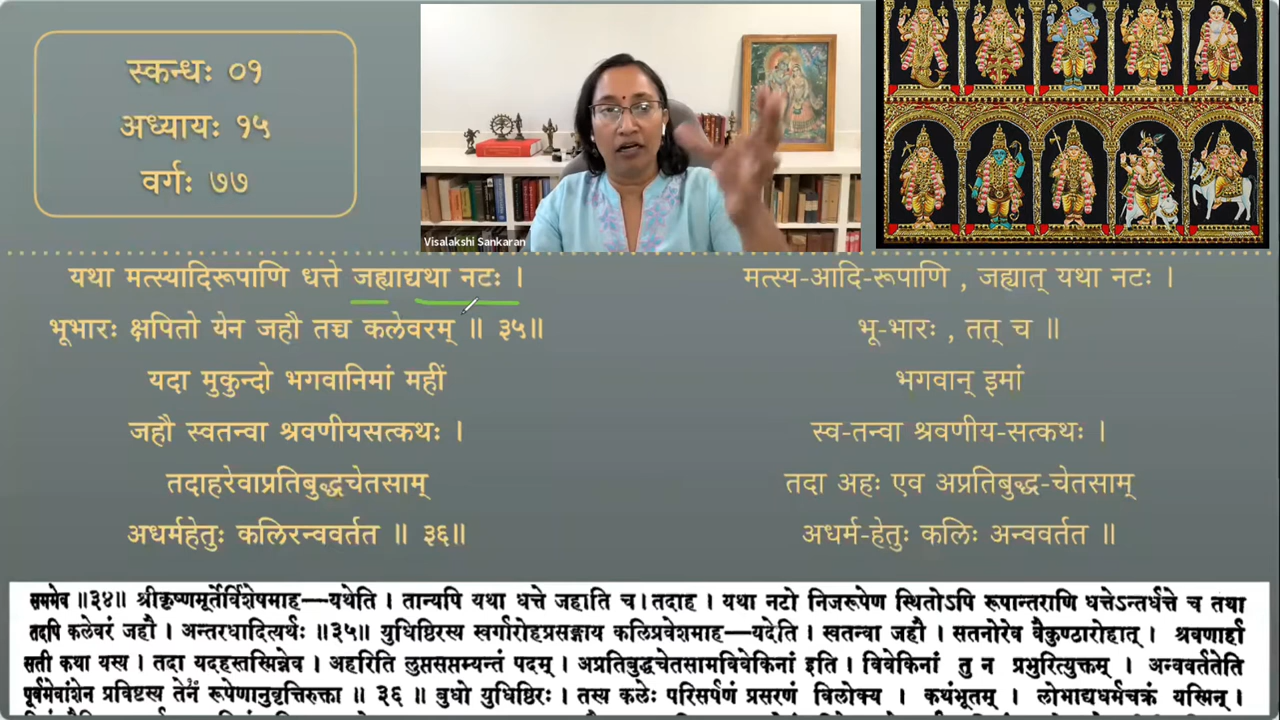 स्कन्धः ०१
अध्यायः १५
वर्गः ७७
Visalakshi Sankaran
यथा मत्स्यादिरूपाणि धत्ते जह्याद्यथा नटः ।
भूभारः क्षपितो येन जहौ तच्च कलेवरम् ॥ ३५॥
यदा मुकुन्दो भगवानिमां महीं
जहौ स्वतन्वा श्रवणीयसत्कथः ।
तदाहरेवाप्रतिबुद्धचेतसाम्
अधर्महेतुः कलिरन्ववर्तत ॥ ३६॥
मत्स्य-आदि-रूपाणि , जह्यात् यथा नटः ।
भू-भारः , तत् च ॥
भगवान् इमां
स्व-तन्वा श्रवणीय-सत्कथः ।
तदा अहः एव अप्रतिबुद्ध-चेतसाम्
अधर्म-हेतुः कलिः अन्ववर्तत ॥
सममेव ॥३४॥ श्रीकृष्णमूर्तेर्विशेषमाह—यथेति । तान्यपि यथा धत्ते जहाति च । तदाह । यथा नटो निजरूपेण स्थितोऽपि रूपान्तराणि धत्तेऽन्तर्धत्ते च तथा
तदपि कलेवरं जहौ । अन्तरधादित्यर्थः ॥३५॥ युधिष्ठिरस्य स्वर्गारोहप्रसङ्गाय कलिप्रवेशमाह—यदेति । स्वतन्वा जहौ । सतनोरेव वैकुण्ठारोहात् । श्रवणार्हा
सती कथा यस्य । तदा यदहस्तस्मिन्नेव । अहरिति लुप्तसप्तम्यन्तं पदम् । अप्रतिबुद्धचेतसामविवेकिनां इति । विवेकिनां तु न प्रभुरित्युक्तम् । अन्ववर्ततेति
पूर्वमेवांशेन प्रविष्टस्य तेनैं रूपेणानुवृत्तिरुक्ता ॥ ३६ ॥ बुधो युधिष्ठिरः । तस्य कलेः परिसर्पणं प्रसरणं विलोक्य । कथंभूतम् । लोभाद्यधर्मचक्रं यस्मिन् ।